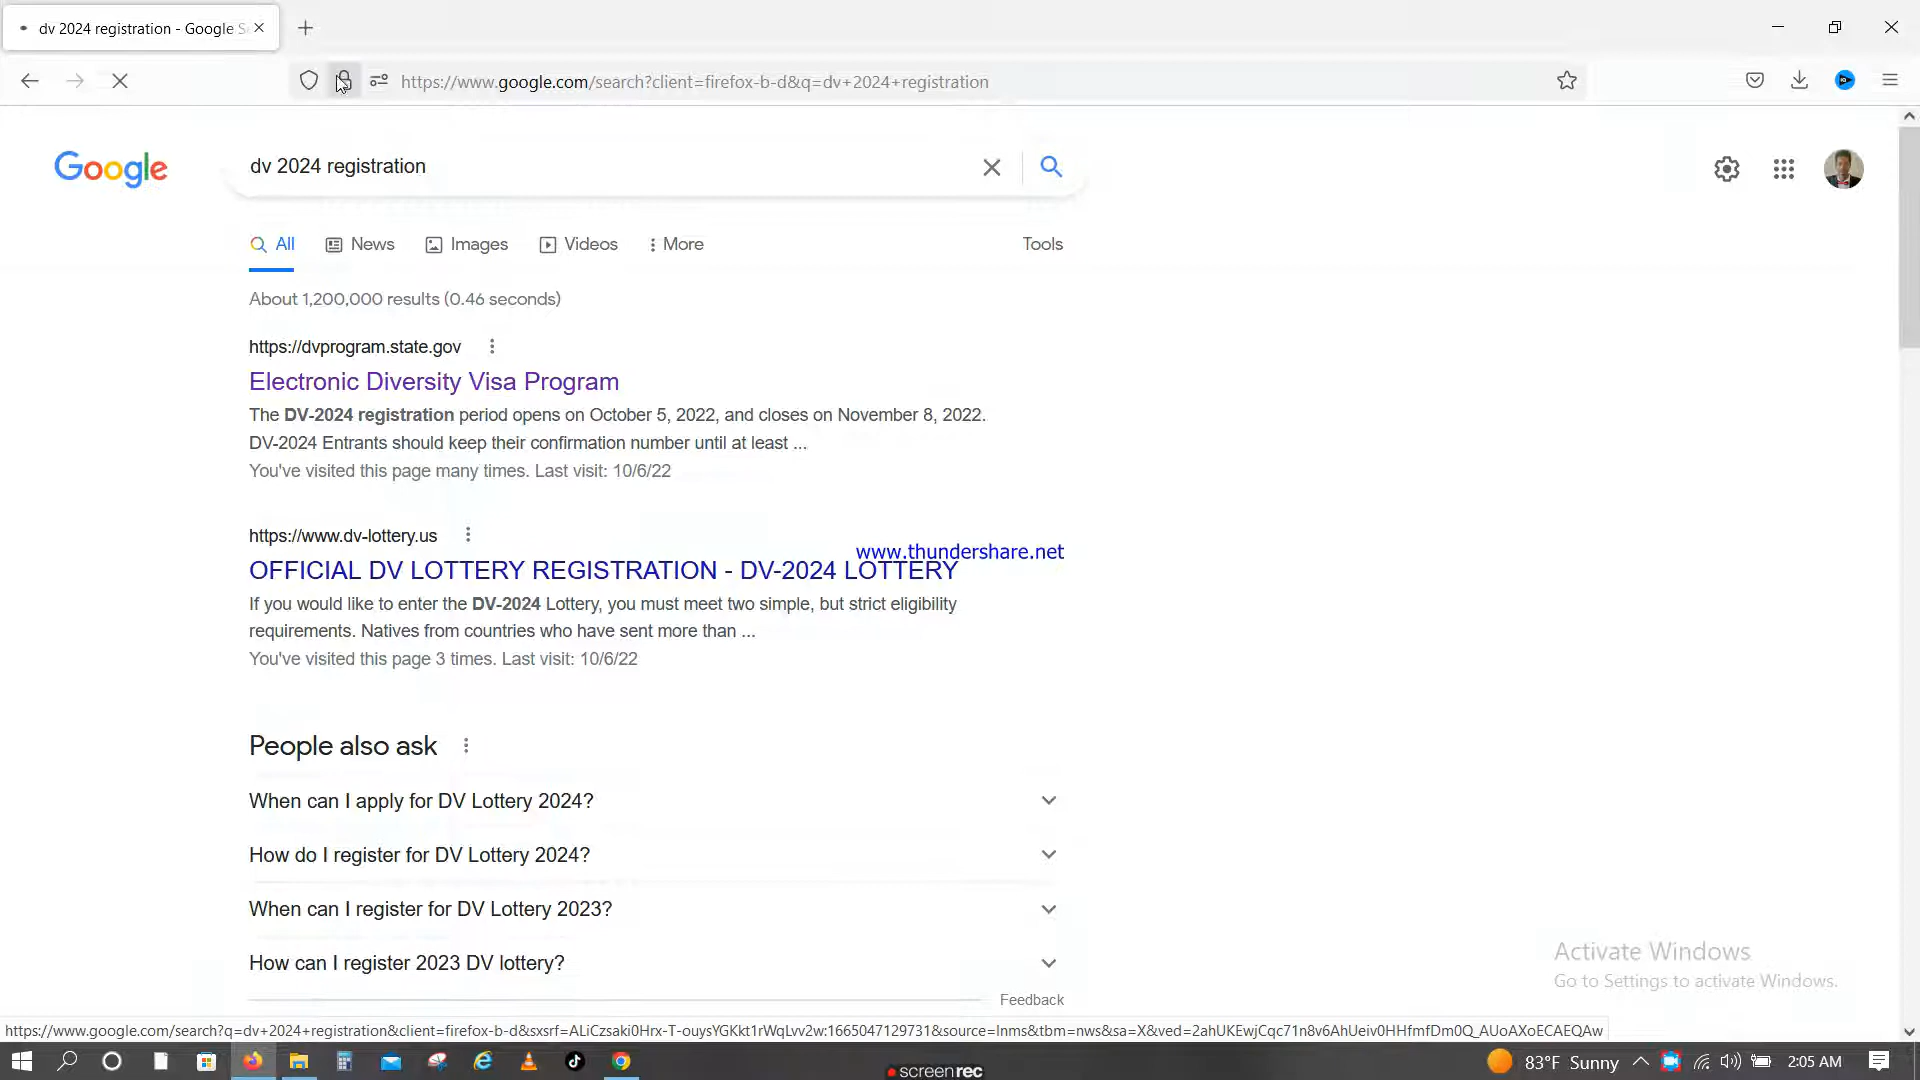 dv 2024 registration - Google S
https://www.google.com/search?client=firefox-b-d&q=dv+2024+registration
Google
dv 2024 registration
All
News
Images
Videos
More
Tools
About 1,200,000 results (0.46 seconds)
https://dvprogram.state.gov
Electronic Diversity Visa Program
The DV-2024 registration period opens on October 5, 2022, and closes on November 8, 2022.
DV-2024 Entrants should keep their confirmation number until at least ...
You've visited this page many times. Last visit: 10/6/22
https://www.dv-lottery.us
www.thundershare.net
OFFICIAL DV LOTTERY REGISTRATION - DV-2024 LOTTERY
If you would like to enter the DV-2024 Lottery, you must meet two simple, but strict eligibility
requirements. Natives from countries who have sent more than ...
You've visited this page 3 times. Last visit: 10/6/22
People also ask
When can I apply for DV Lottery 2024?
How do I register for DV Lottery 2024?
When can I register for DV Lottery 2023?
How can I register 2023 DV lottery?
Activate Windows
Go to Settings to activate Windows.
Feedback
https://www.google.com/search?q=dv+2024+registration&client=firefox-b-d&sxsrf=ALiCzsaki0Hrx-T-ouysYGKkt1rWqLvv2w:1665047129731&source=lnms&tbm=nws&sa=X&ved=2ahUKEwjCqc71n8v6AhUeiv0HHfmfDm0Q_AUoAXoECAEQAw
83°F Sunny
2:05 AM
screenrec